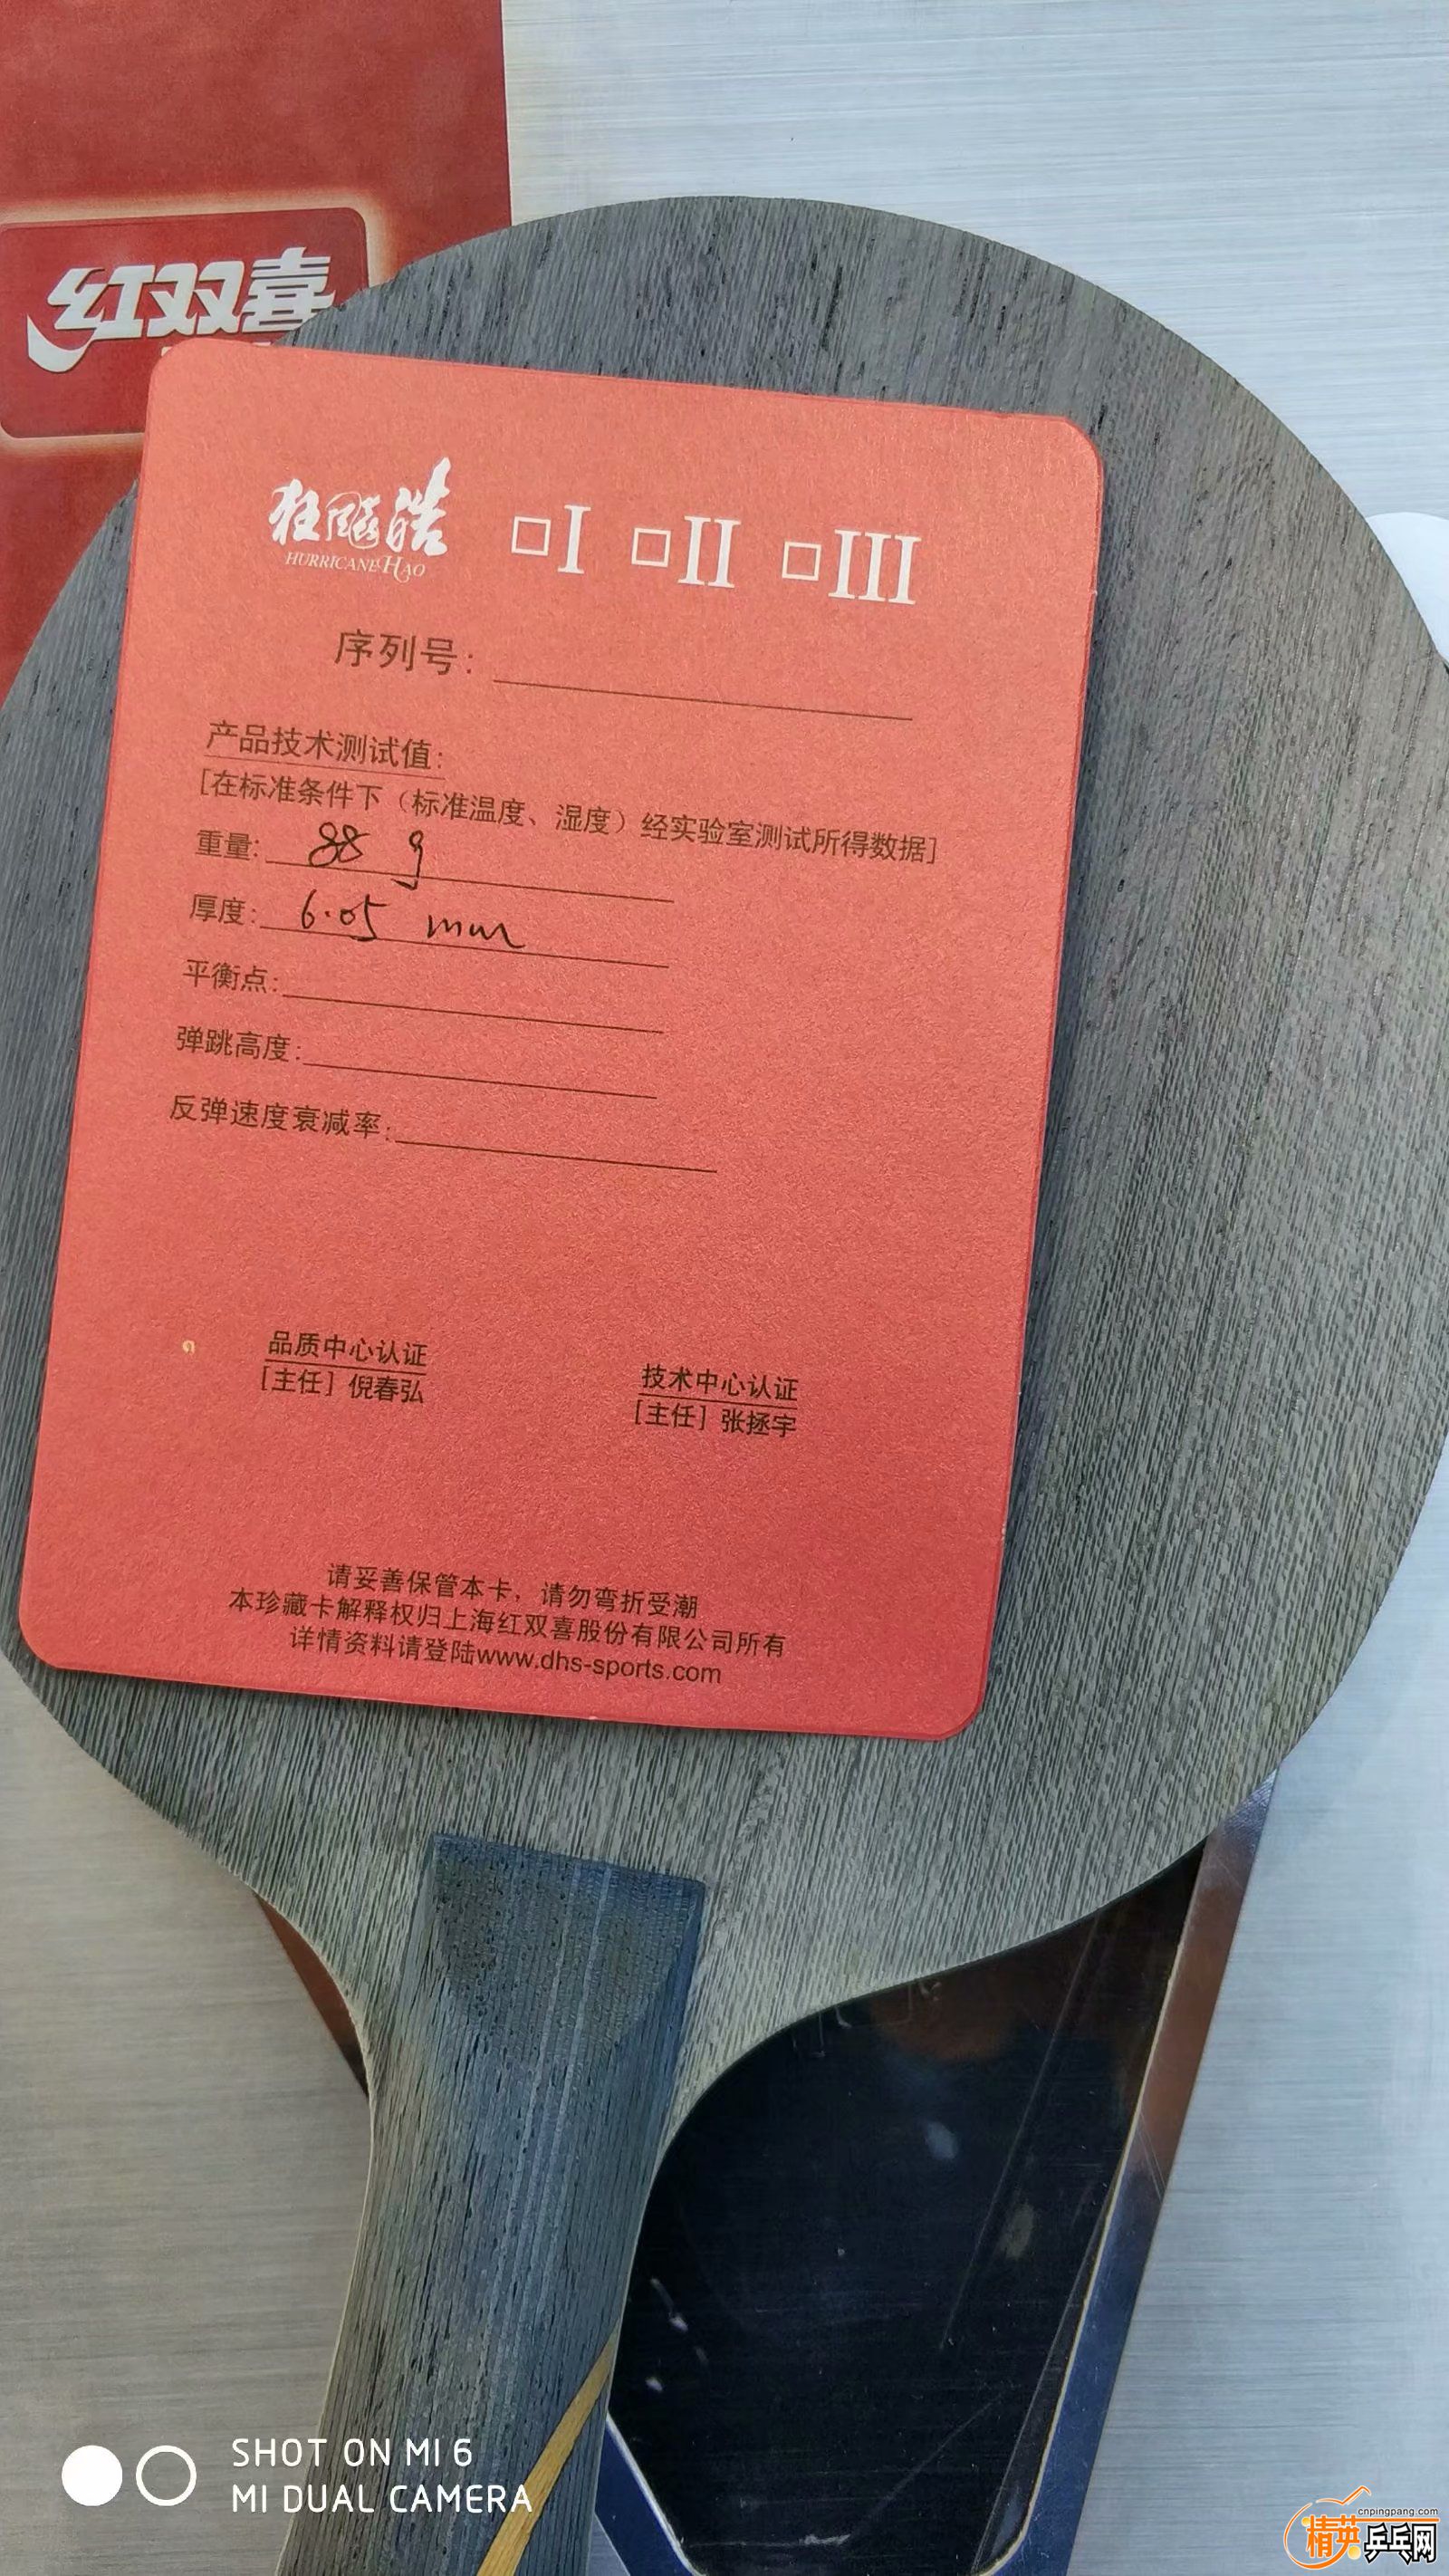 红双喜
狂飚皓 □I □II □III
HURRICANE HAO
序列号：
产品技术测试值：
[在标准条件下（标准温度、湿度）经实验室测试所得数据]
重量: 88 g
厚度: 6.05 mm
平衡点:
弹跳高度:
反弹速度衰减率:
品质中心认证
[主任] 倪春弘
技术中心认证
[主任] 张拯宇
请妥善保管本卡，请勿弯折受潮
本珍藏卡解释权归上海红双喜股份有限公司所有
详情资料请登陆www.dhs-sports.com
SHOT ON MI 6
MI DUAL CAMERA
cnpingpang.com
精英乒乓网